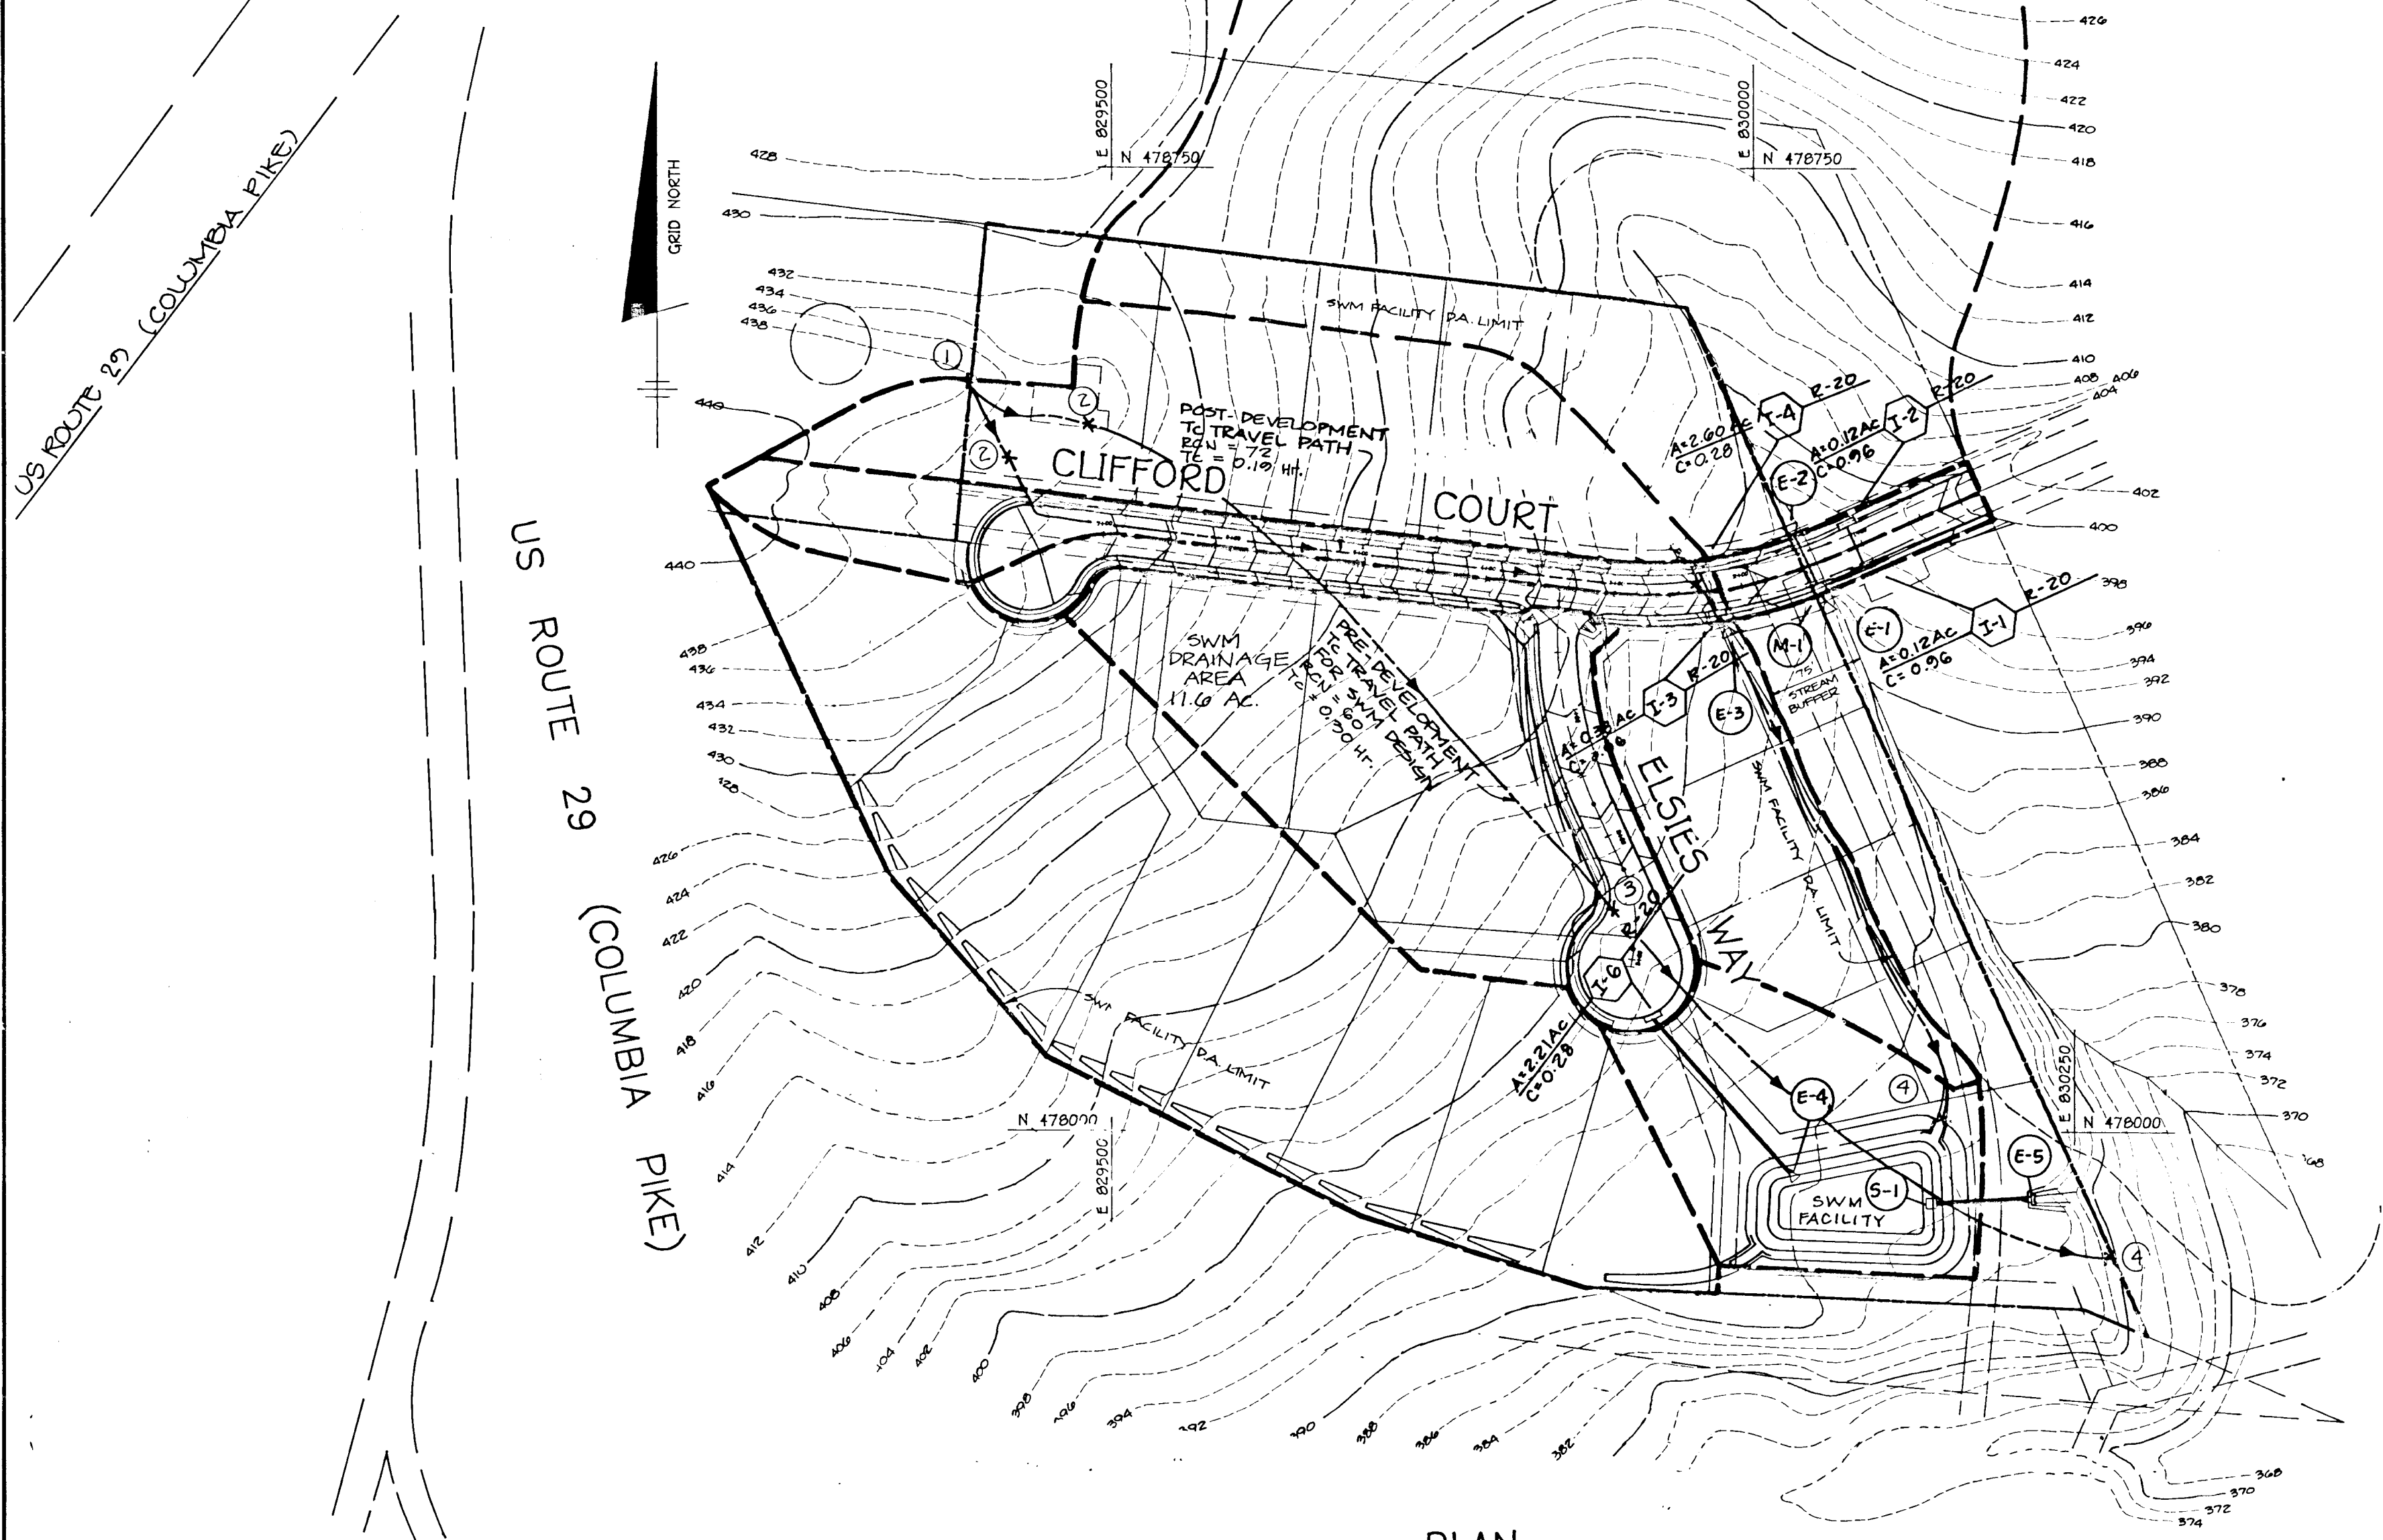 426
424
422
420
418
416
414
412
410
408 406
404
402
400
398
396
394
392
390
388
386
384
382
380
378
376
374
372
370
368
370
372
374
E 829500
N 478750
E 830000
N 478750
US ROUTE 29 (COLUMBIA PIKE)
GRID NORTH
428
430
432
434
436
438
440
440
438
436
434
432
430
428
426
424
422
420
418
416
414
412
410
408
406
404
402
400
398
396
394
392
390
388
386
384
382
SWM FACILITY D.A. LIMIT
1
2
2
POST-DEVELOPMENT
TC TRAVEL PATH
RCN = 72
TC = 0.19 Hr.
CLIFFORD
COURT
A=2.60 AC
C=0.28
I-4
R-20
A=0.12AC
C=0.96
I-2
R-20
E-2
US ROUTE 29 (COLUMBIA PIKE)
SWM
DRAINAGE
AREA
11.6 AC.
PRE-DEVELOPMENT
TC TRAVEL PATH
FOR SWM DESIGN
RCN = 60
TC = 0.30 Hr.
I-3
R-20
E-3
M-1
75'
STREAM
BUFFER
E-1
A=0.12AC
C=0.96
I-1
R-20
ELSIES
WAY
SWM FACILITY D.A. LIMIT
3
R-20
I-6
A=2.21AC
C=0.28
SWM FACILITY D.A. LIMIT
N 478000
E 829500
E-4
4
E 830250
N 478000
E-5
S-1
SWM
FACILITY
4
PLAN